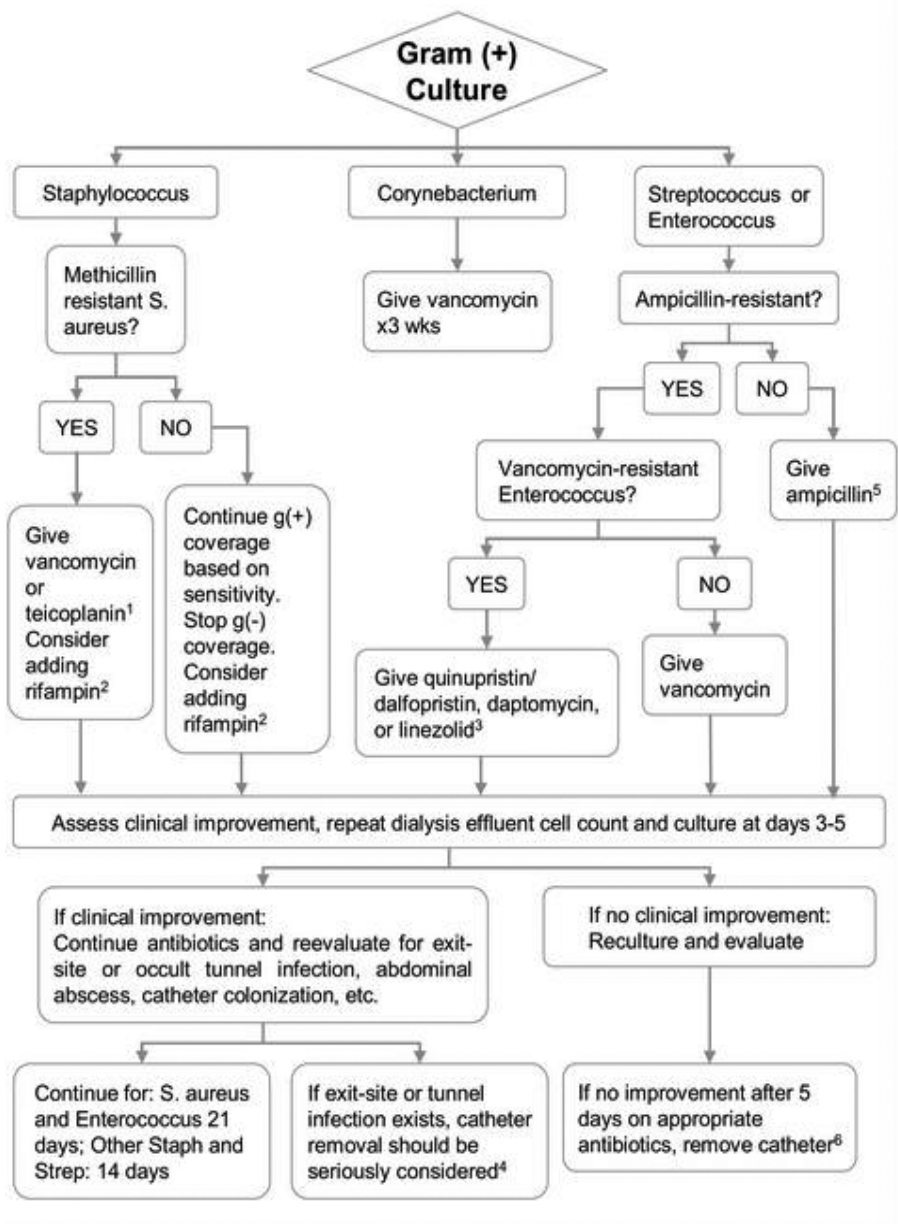 Gram (+)
Culture
Staphylococcus
Corynebacterium
Streptococcus or
Enterococcus
Methicillin
resistant S.
aureus?
Give vancomycin
x3 wks
Ampicillin-resistant?
YES
NO
YES
NO
Vancomycin-resistant
Enterococcus?
Give
ampicillin⁵
Give
vancomycin
or
teicoplanin¹
Consider
adding
rifampin²
Continue g(+)
coverage
based on
sensitivity.
Stop g(-)
coverage.
Consider
adding
rifampin²
YES
NO
Give quinupristin/
dalfopristin, daptomycin,
or linezolid³
Give
vancomycin
Assess clinical improvement, repeat dialysis effluent cell count and culture at days 3-5
If clinical improvement:
Continue antibiotics and reevaluate for exit-
site or occult tunnel infection, abdominal
abscess, catheter colonization, etc.
If no clinical improvement:
Reculture and evaluate
Continue for: S. aureus
and Enterococcus 21
days; Other Staph and
Strep: 14 days
If exit-site or tunnel
infection exists, catheter
removal should be
seriously considered⁴
If no improvement after 5
days on appropriate
antibiotics, remove catheter⁶